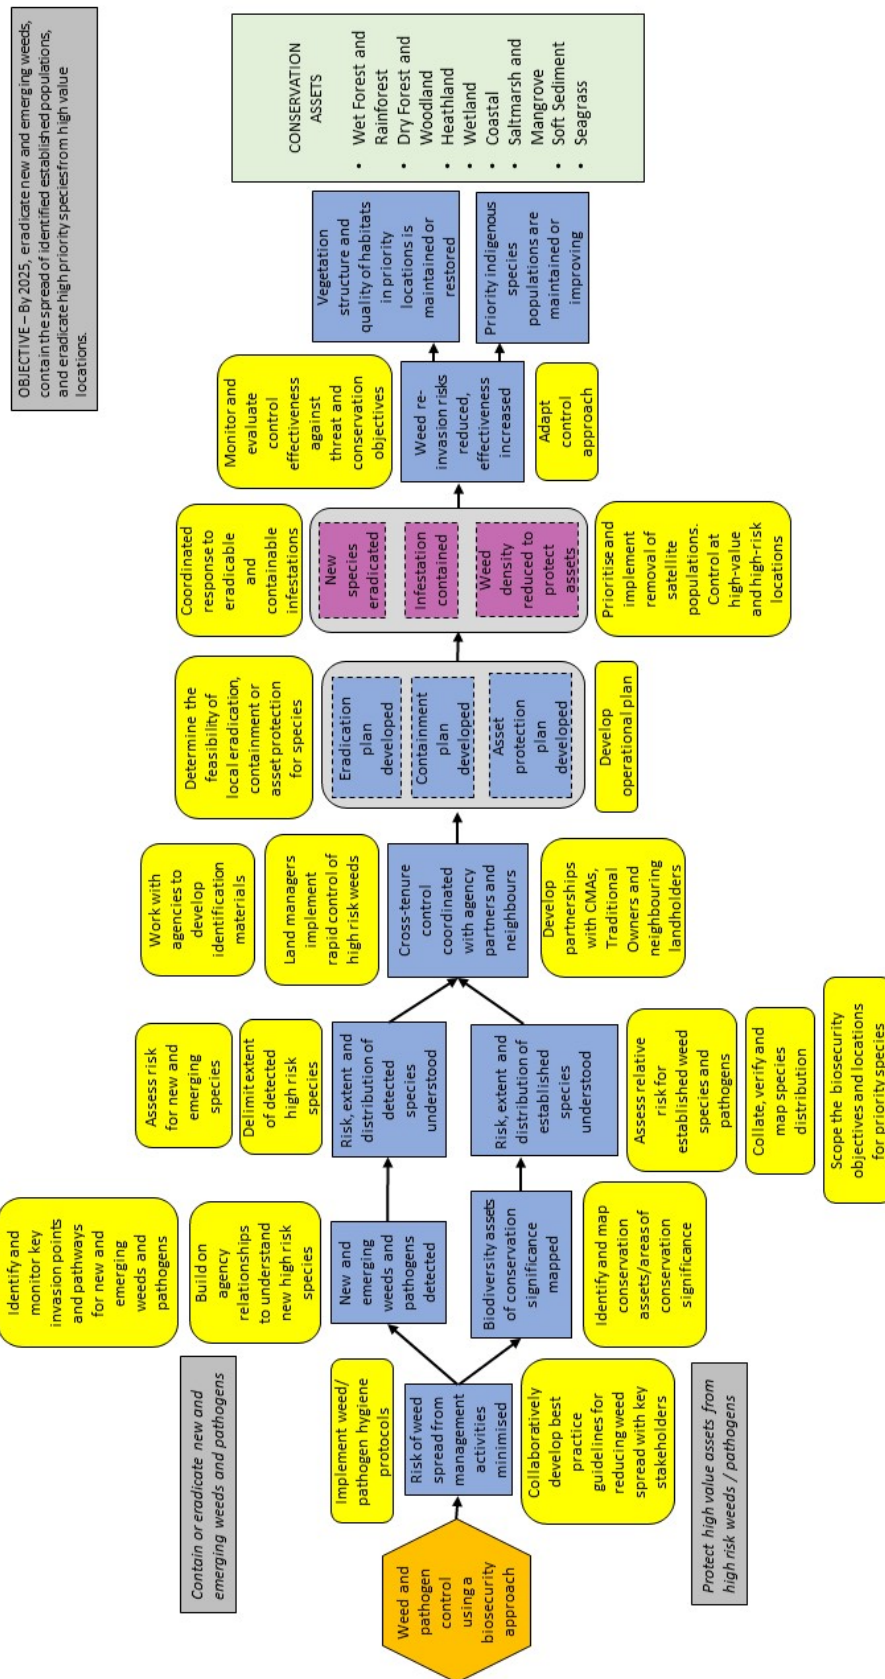 OBJECTIVE – By 2025, eradicate new and emerging weeds,
contain the spread of identified established populations,
and eradicate high priority speciesfrom high value
locations.
Contain or eradicate new and
emerging weeds and pathogens
Protect high value assets from
high risk weeds / pathogens
Weed and
pathogen
control
using a
biosecurity
approach
Implement weed/
pathogen hygiene
protocols
Risk of weed
spread from
management
activities
minimised
Collaboratively
develop best
practice
guidelines for
reducing weed
spread with key
stakeholders
Identify and
monitor key
invasion points
and pathways
for new and
emerging
weeds and
pathogens
Build on
agency
relationships
to understand
new high risk
species
New and
emerging
weeds and
pathogens
detected
Biodiversity assets
of conservation
significance
mapped
Identify and map
conservation
assets/areas of
conservation
significance
Assess risk
for new and
emerging
species
Delimit extent
of detected
high risk
species
Risk, extent and
distribution of
detected
species
understood
Risk, extent and
distribution of
established
species
understood
Assess relative
risk for
established weed
species and
pathogens
Collate, verify and
map species
distribution
Scope the biosecurity
objectives and locations
for priority species
Work with
agencies to
develop
identification
materials
Land managers
implement
rapid control of
high risk weeds
Cross-tenure
control
coordinated
with agency
partners and
neighbours
Develop
partnerships
with CMAs,
Traditional
Owners and
neighbouring
landholders
Determine the
feasibility of
local eradication,
containment or
asset protection
for species
Eradication
plan
developed
Containment
plan
developed
Asset
protection
plan
developed
Develop
operational plan
Coordinated
response to
eradicable
and
containable
infestations
New
species
eradicated
Infestation
contained
Weed
density
reduced to
protect
assets
Prioritise and
implement
removal of
satellite
populations.
Control at
high-value
and high-risk
locations
Monitor and
evaluate
control
effectiveness
against
threat and
conservation
objectives
Weed re-
invasion risks
reduced,
effectiveness
increased
Adapt
control
approach
Vegetation
structure and
quality of habitats
in priority
locations is
maintained or
restored
Priority indigenous
species
populations are
maintained or
improving
CONSERVATION
ASSETS
• Wet Forest and
Rainforest
• Dry Forest and
Woodland
• Heathland
• Wetland
• Coastal
• Saltmarsh and
Mangrove
• Soft Sediment
• Seagrass